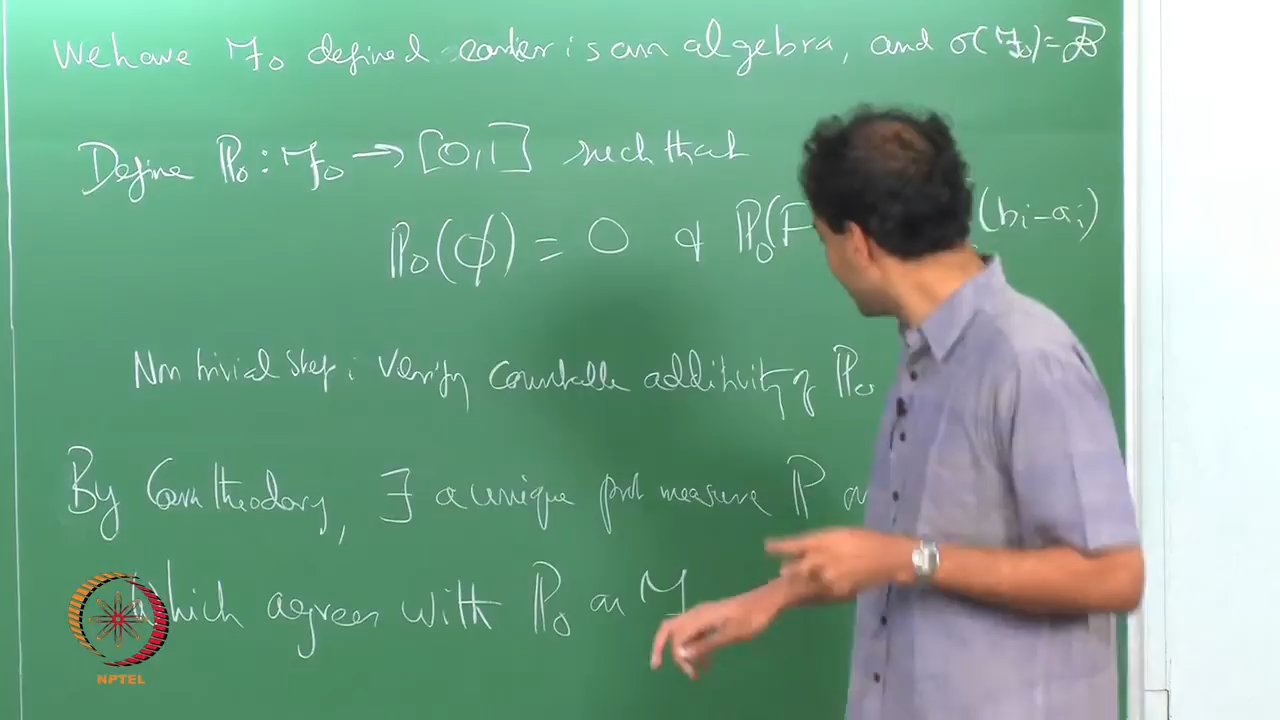 We have ℱ₀ defined earlier is an algebra, and σ(ℱ₀)=ℬ
Define ℙ₀: ℱ₀ → [0,1] such that
ℙ₀(ϕ) = 0 & ℙ₀(F (bᵢ-aᵢ)
Non trivial step: Verify countable additivity of ℙ₀
By Caratheodory, ∃ a unique prob measure ℙ on
Which agrees with ℙ₀ on ℱ
NPTEL